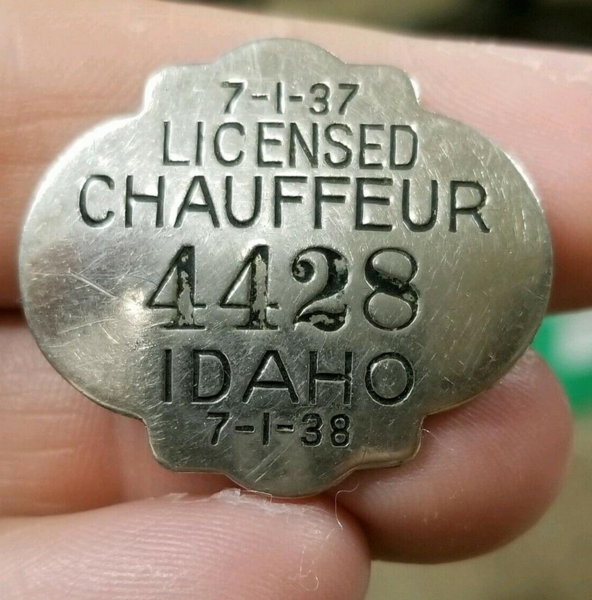 7-1-37
LICENSED
CHAUFFEUR
4428
IDAHO
7-1-38